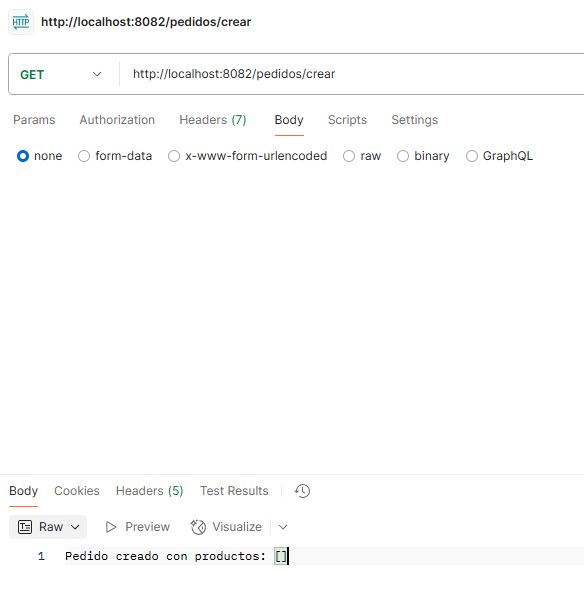 HTTP http://localhost:8082/pedidos/crear
GET http://localhost:8082/pedidos/crear
Params Authorization Headers (7) Body Scripts Settings
none form-data x-www-form-urlencoded raw binary GraphQL
Body Cookies Headers (5) Test Results
Raw Preview Visualize
1 Pedido creado con productos: []